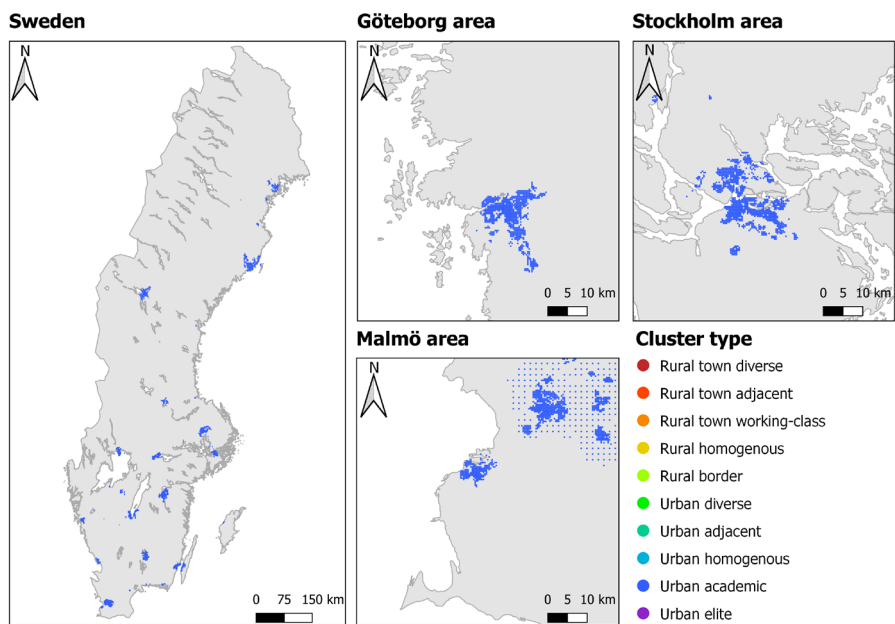 Sweden
N
0 75 150 km
Göteborg area
N
0 5 10 km
Stockholm area
N
0 5 10 km
Malmö area
N
0 5 10 km
Cluster type
Rural town diverse
Rural town adjacent
Rural town working-class
Rural homogenous
Rural border
Urban diverse
Urban adjacent
Urban homogenous
Urban academic
Urban elite